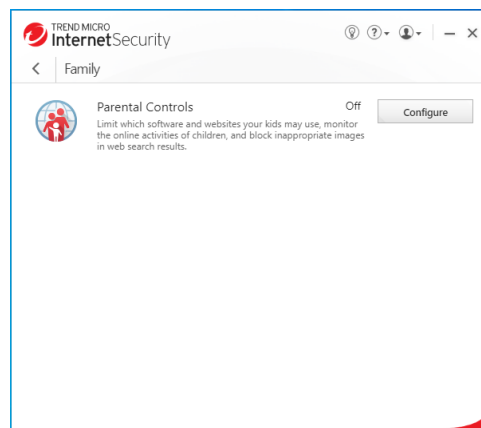 TREND MICRO
InternetSecurity
Family
Parental Controls
Off
Configure
Limit which software and websites your kids may use, monitor
the online activities of children, and block inappropriate images
in web search results.